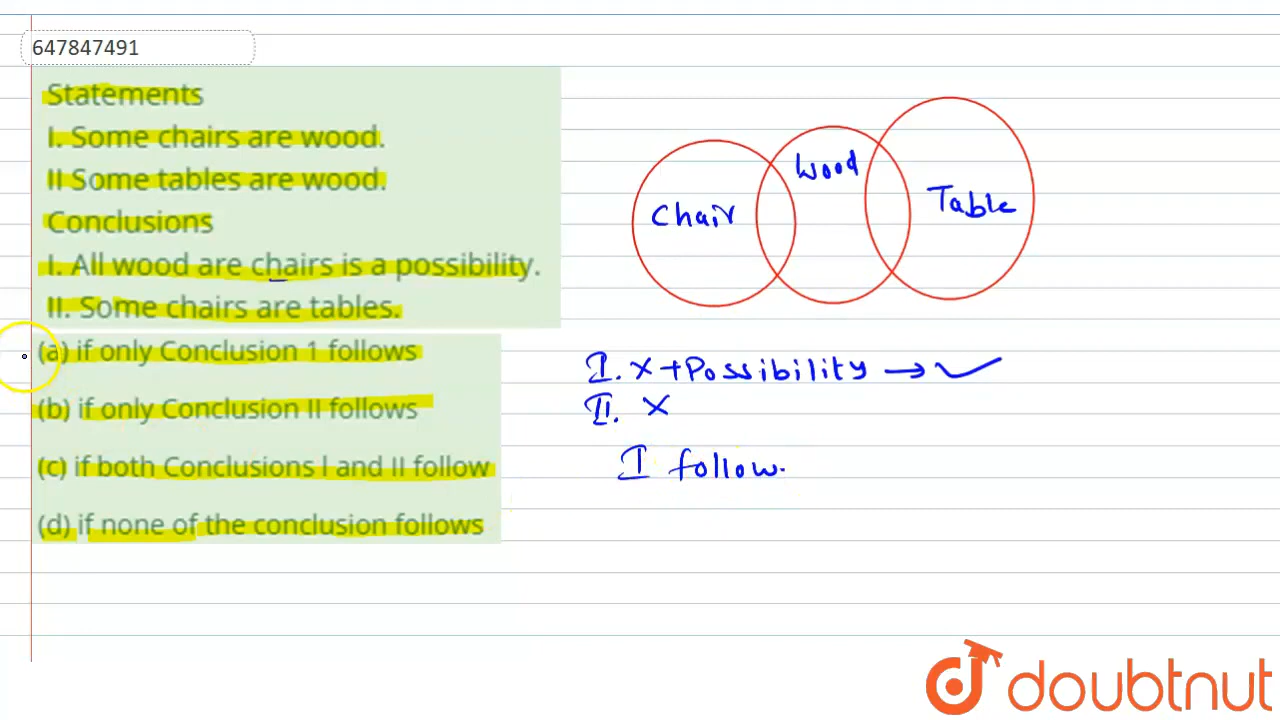 647847491
Statements
I. Some chairs are wood.
II Some tables are wood.
Conclusions
I. All wood are chairs is a possibility.
II. Some chairs are tables.
(a) if only Conclusion 1 follows
(b) if only Conclusion II follows
(c) if both Conclusions I and II follow
(d) if none of the conclusion follows
Chair
Wood
Table
I. x + Possibility → ✓
II. x
I follow.
doubtnut